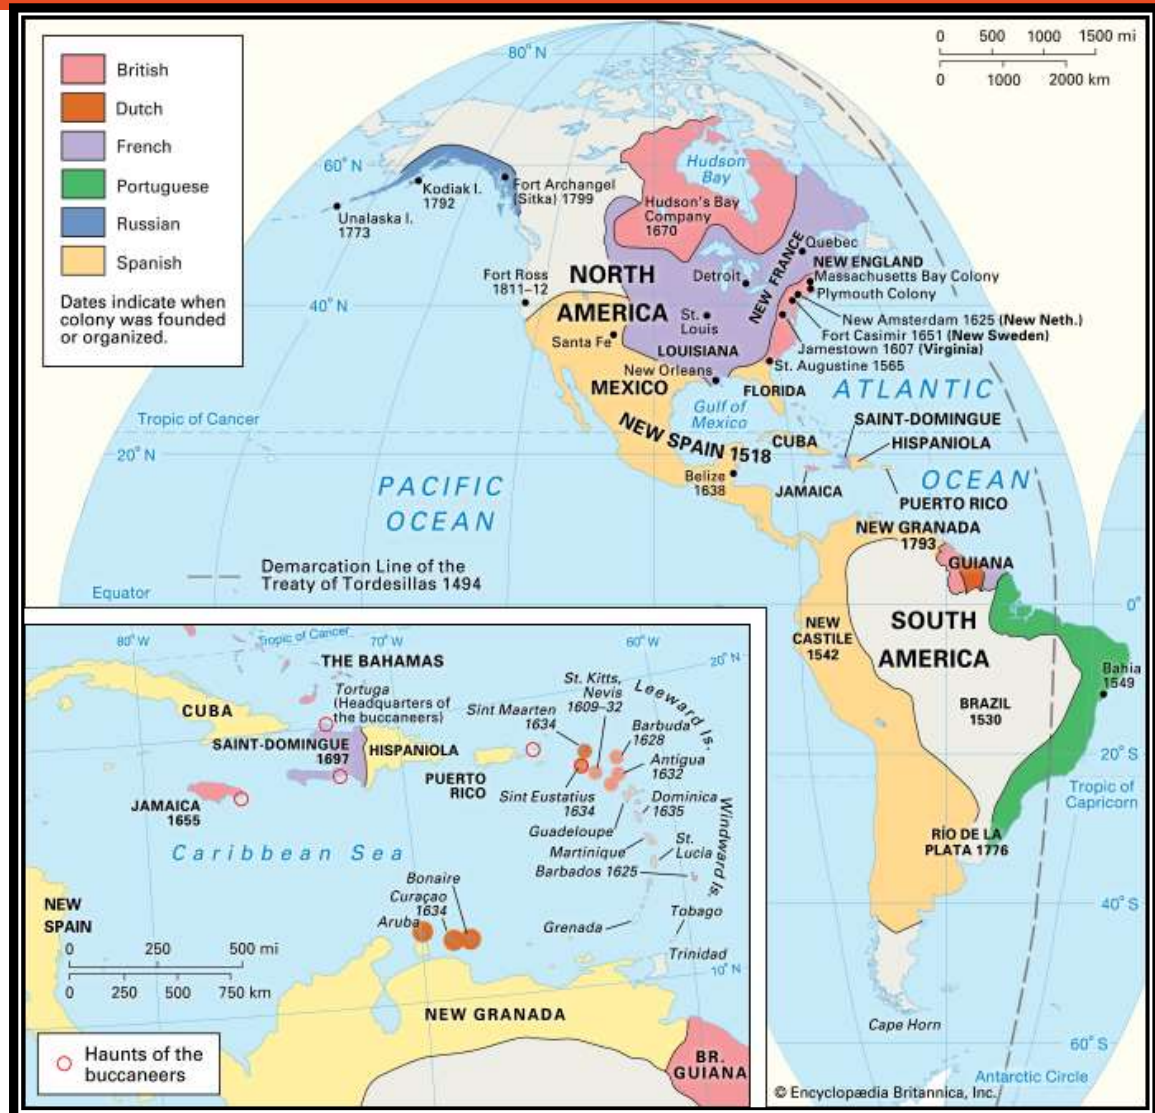 British
Dutch
French
Portuguese
Russian
Spanish
Dates indicate when
colony was founded
or organized.
0 500 1000 1500 mi
0 1000 2000 km
80° N
60° N
40° N
20° N
Kodiak I.
1792
Fort Archangel
(Sitka) 1799
Unalaska I.
1773
Hudson
Bay
Hudson's Bay
Company
1670
Fort Ross
1811–12
NORTH
AMERICA
Detroit
NEW FRANCE
Quebec
NEW ENGLAND
Massachusetts Bay Colony
Plymouth Colony
New Amsterdam 1625 (New Neth.)
Fort Casimir 1651 (New Sweden)
Jamestown 1607 (Virginia)
St. Augustine 1565
St.
Louis
Santa Fe
LOUISIANA
New Orleans
MEXICO
FLORIDA
ATLANTIC
OCEAN
Gulf of
Mexico
Tropic of Cancer
NEW SPAIN 1518
CUBA
SAINT-DOMINGUE
HISPANIOLA
Belize
1638
JAMAICA
PUERTO RICO
PACIFIC
OCEAN
NEW GRANADA
1793
GUIANA
Demarcation Line of the
Treaty of Tordesillas 1494
Equator
0°
SOUTH
AMERICA
NEW
CASTILE
1542
Bahia
1549
BRAZIL
1530
20° S
Tropic of
Capricorn
RÍO DE LA
PLATA 1776
40° S
Cape Horn
60° S
Antarctic Circle
© Encyclopædia Britannica, Inc.
80° W
Tropic of Cancer
70° W
60° W
20° N
THE BAHAMAS
Tortuga
(Headquarters of
the buccaneers)
CUBA
SAINT-DOMINGUE
1697
HISPANIOLA
PUERTO
RICO
JAMAICA
1655
St. Kitts,
Nevis
1609–32
Leeward Is.
Sint Maarten
1634
Barbuda
1628
Antigua
1632
Sint Eustatius
1634
Dominica
1635
Guadeloupe
Martinique
St.
Lucia
Windward Is.
Barbados 1625
Caribbean Sea
Bonaire
Curaçao
1634
Aruba
Grenada
Tobago
Trinidad
NEW
SPAIN
0 250 500 mi
0 250 500 750 km
10° N
NEW GRANADA
BR.
GUIANA
Haunts of the
buccaneers